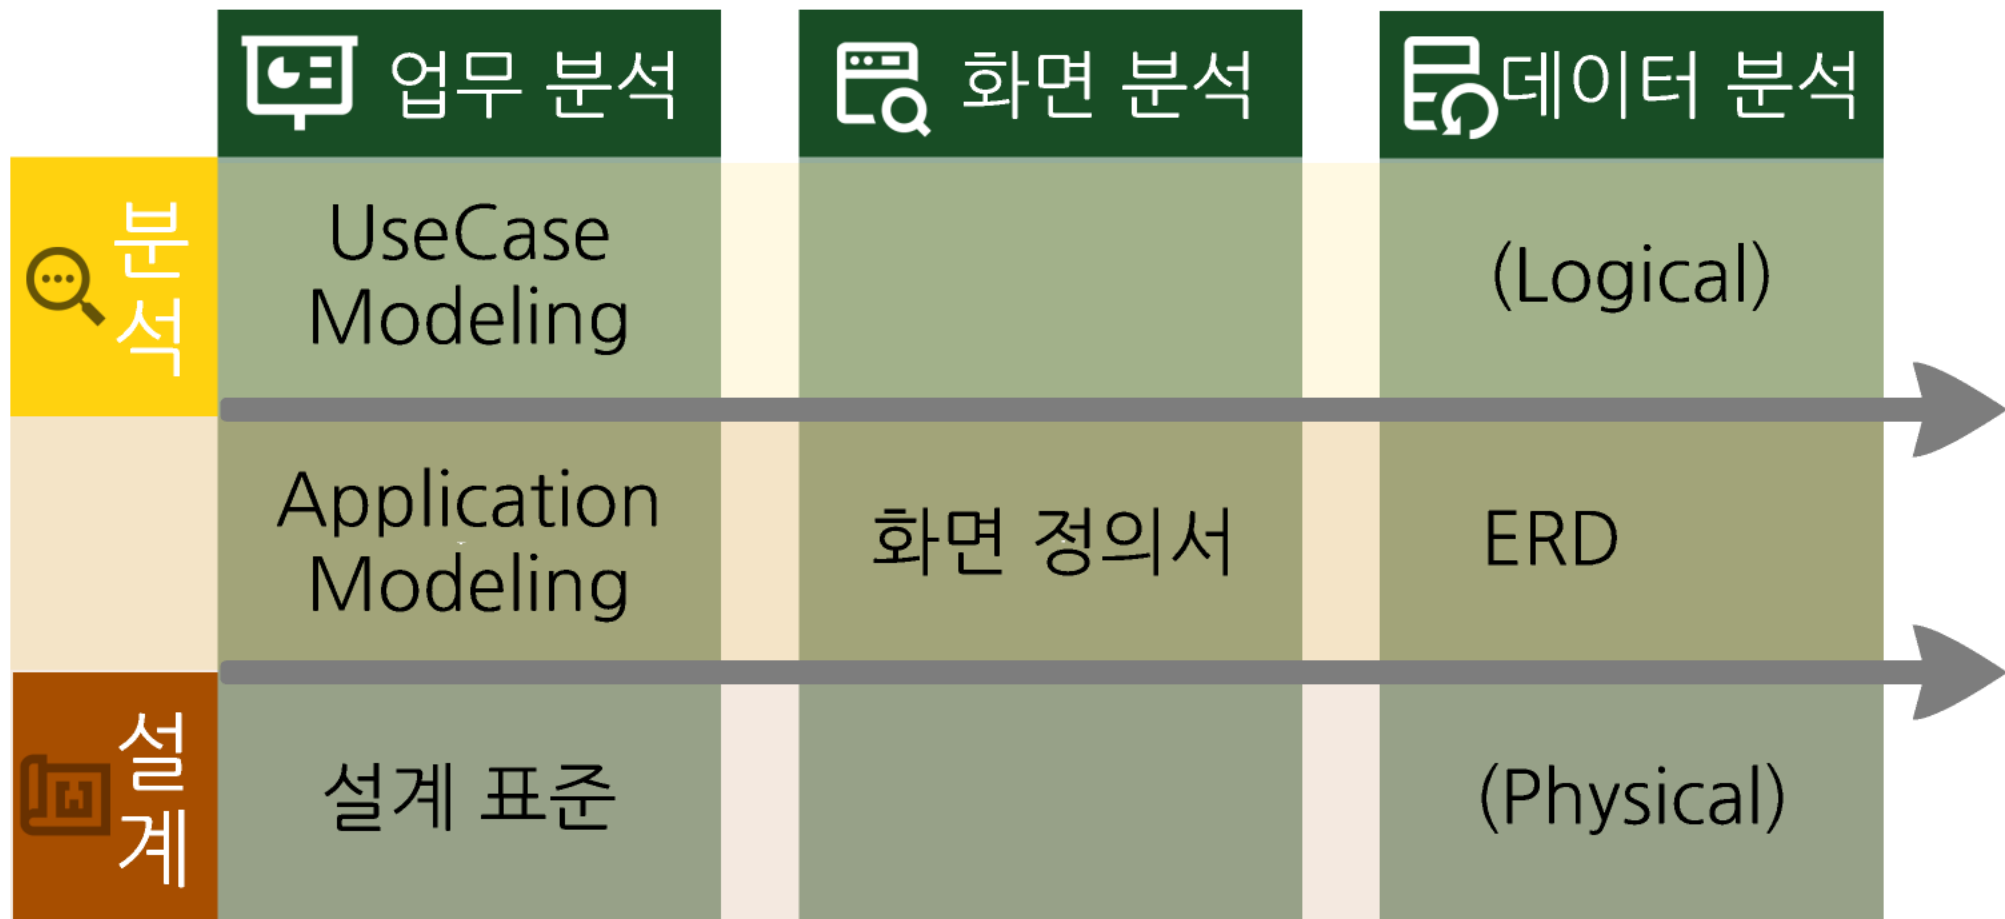 업무 분석
화면 분석
데이터 분석
분석
UseCase
Modeling
(Logical)
Application
Modeling
화면 정의서
ERD
설계
설계 표준
(Physical)